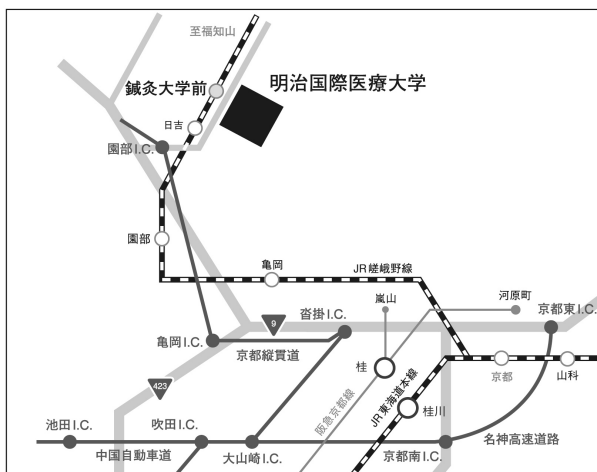 至福知山
鍼灸大学前
明治国際医療大学
日吉
園部I.C.
園部
亀岡
JR嵯峨野線
嵐山
河原町
京都東I.C.
9
沓掛I.C.
亀岡I.C.
京都縦貫道
桂
京都
山科
423
阪急京都線
JR東海道本線
桂川
池田I.C.
吹田I.C.
名神高速道路
中国自動車道
大山崎I.C.
京都南I.C.